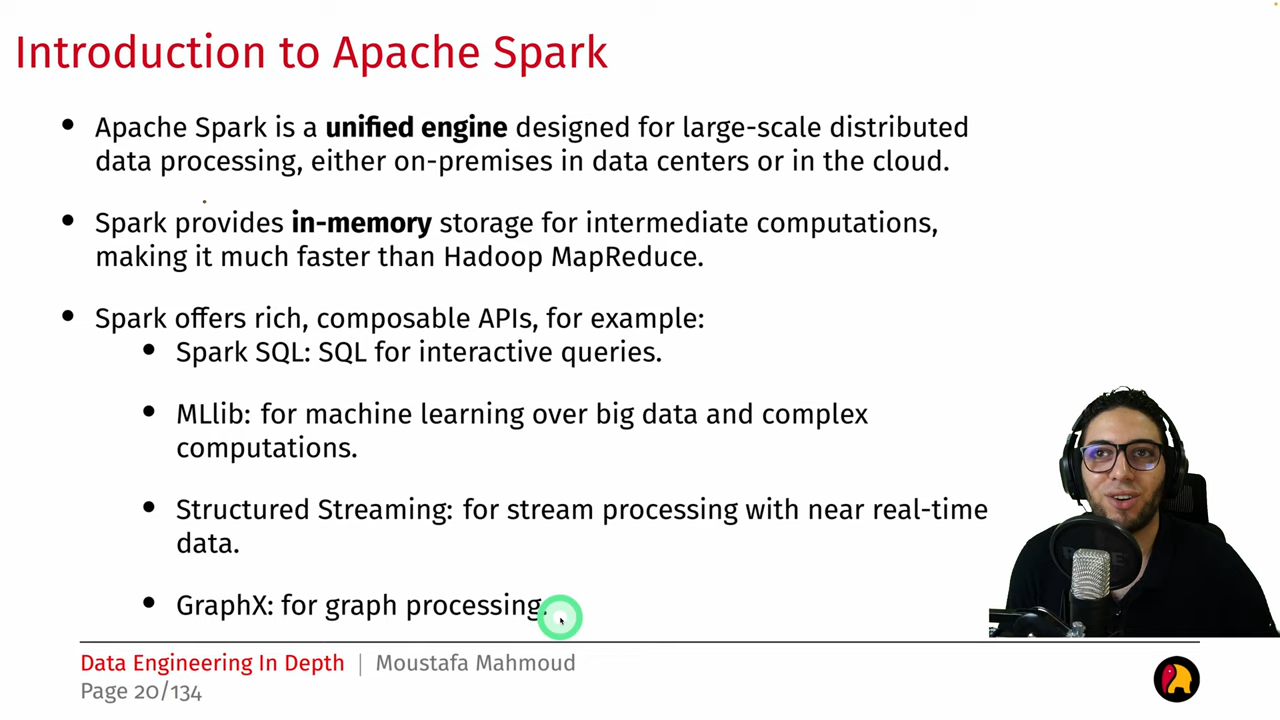 Introduction to Apache Spark
• Apache Spark is a unified engine designed for large-scale distributed
data processing, either on-premises in data centers or in the cloud.
• Spark provides in-memory storage for intermediate computations,
making it much faster than Hadoop MapReduce.
• Spark offers rich, composable APIs, for example:
• Spark SQL: SQL for interactive queries.
• MLlib: for machine learning over big data and complex
computations.
• Structured Streaming: for stream processing with near real-time
data.
• GraphX: for graph processing.
Data Engineering In Depth | Moustafa Mahmoud
Page 20/134